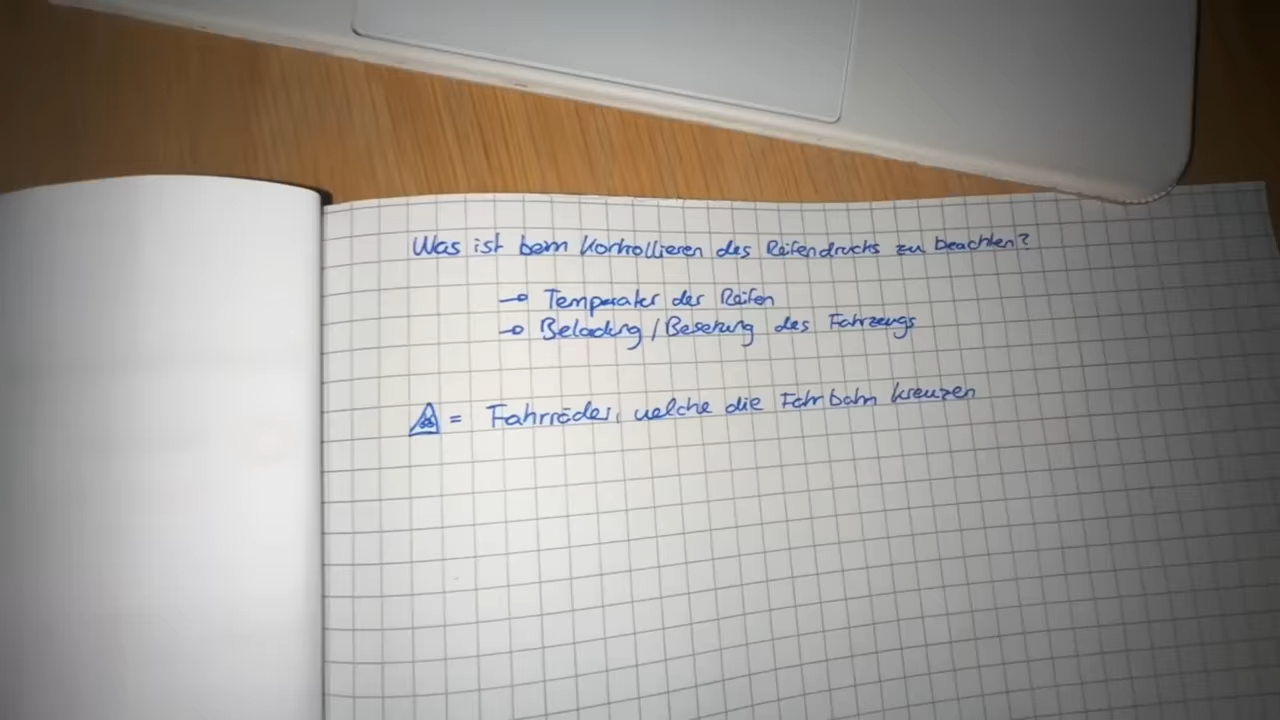 Was ist beim Kontrollieren des Reifendrucks zu beachten?
→ Temperatur der Reifen
→ Beladung / Besetzung des Fahrzeugs
= Fahrräder, welche die Fahrbahn kreuzen